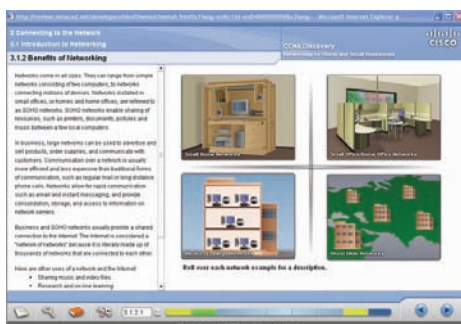 Microsoft Internet Explorer
3 Connecting to the Network
3.1 Introduction to Networking
CCNA Discovery
Networking for Home and Small Businesses
CISCO
3.1.2 Benefits of Networking
Networks come in all sizes. They can range from simple
networks consisting of two computers, to networks
connecting millions of devices. Networks installed in
small offices, or homes and home offices, are referred to
as SOHO networks. SOHO networks enable sharing of
resources, such as printers, documents, pictures and
music between a few local computers.
In business, large networks can be used to advertise and
sell products, order supplies, and communicate with
customers. Communication over a network is usually
more efficient and less expensive than traditional forms
of communication, such as regular mail or long distance
phone calls. Networks allow for rapid communication
such as email and instant messaging, and provide
consolidation, storage, and access to information on
network servers.
Business and SOHO networks usually provide a shared
connection to the Internet. The Internet is considered a
"network of networks" because it is literally made up of
thousands of networks that are connected to each other.
Here are other uses of a network and the Internet:
• Sharing music and video files
• Research and on-line learning
Small Home Networks
Small Office/Home Office Networks
World Wide Networks
Roll over each network example for a description.
3.1.2.1